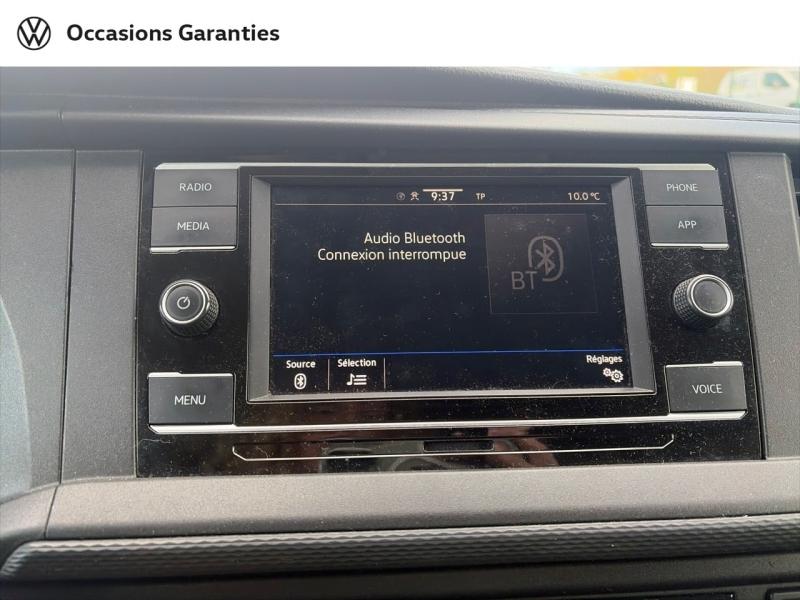 Occasions Garanties
RADIO
MEDIA
MENU
9:37
TP
10.0 °C
Audio Bluetooth
Connexion interrompue
BT
Source
Sélection
Réglages
PHONE
APP
VOICE